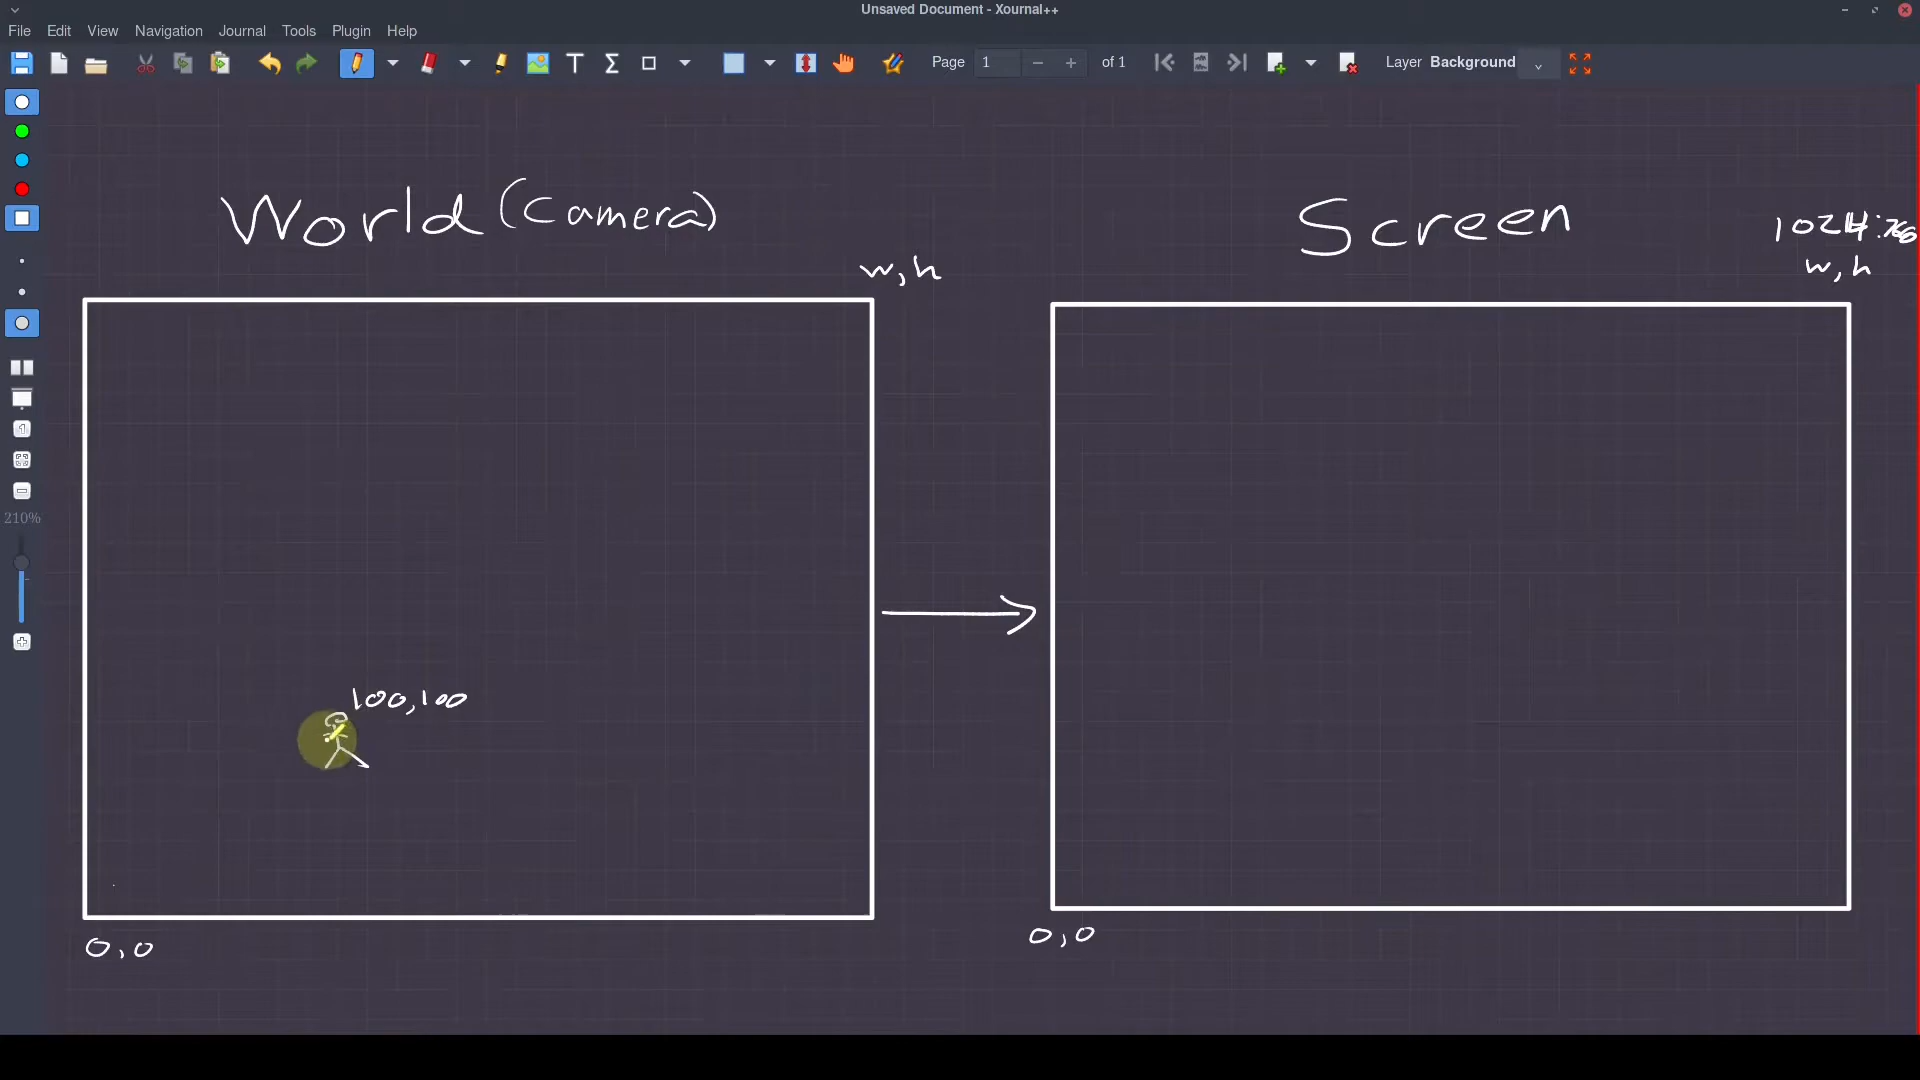 Unsaved Document - Xournal++
File Edit View Navigation Journal Tools Plugin Help
Page 1 of 1 Layer Background
World (Camera)
Screen
1024:76
w, h
w, h
210%
100,100
0,0
0,0